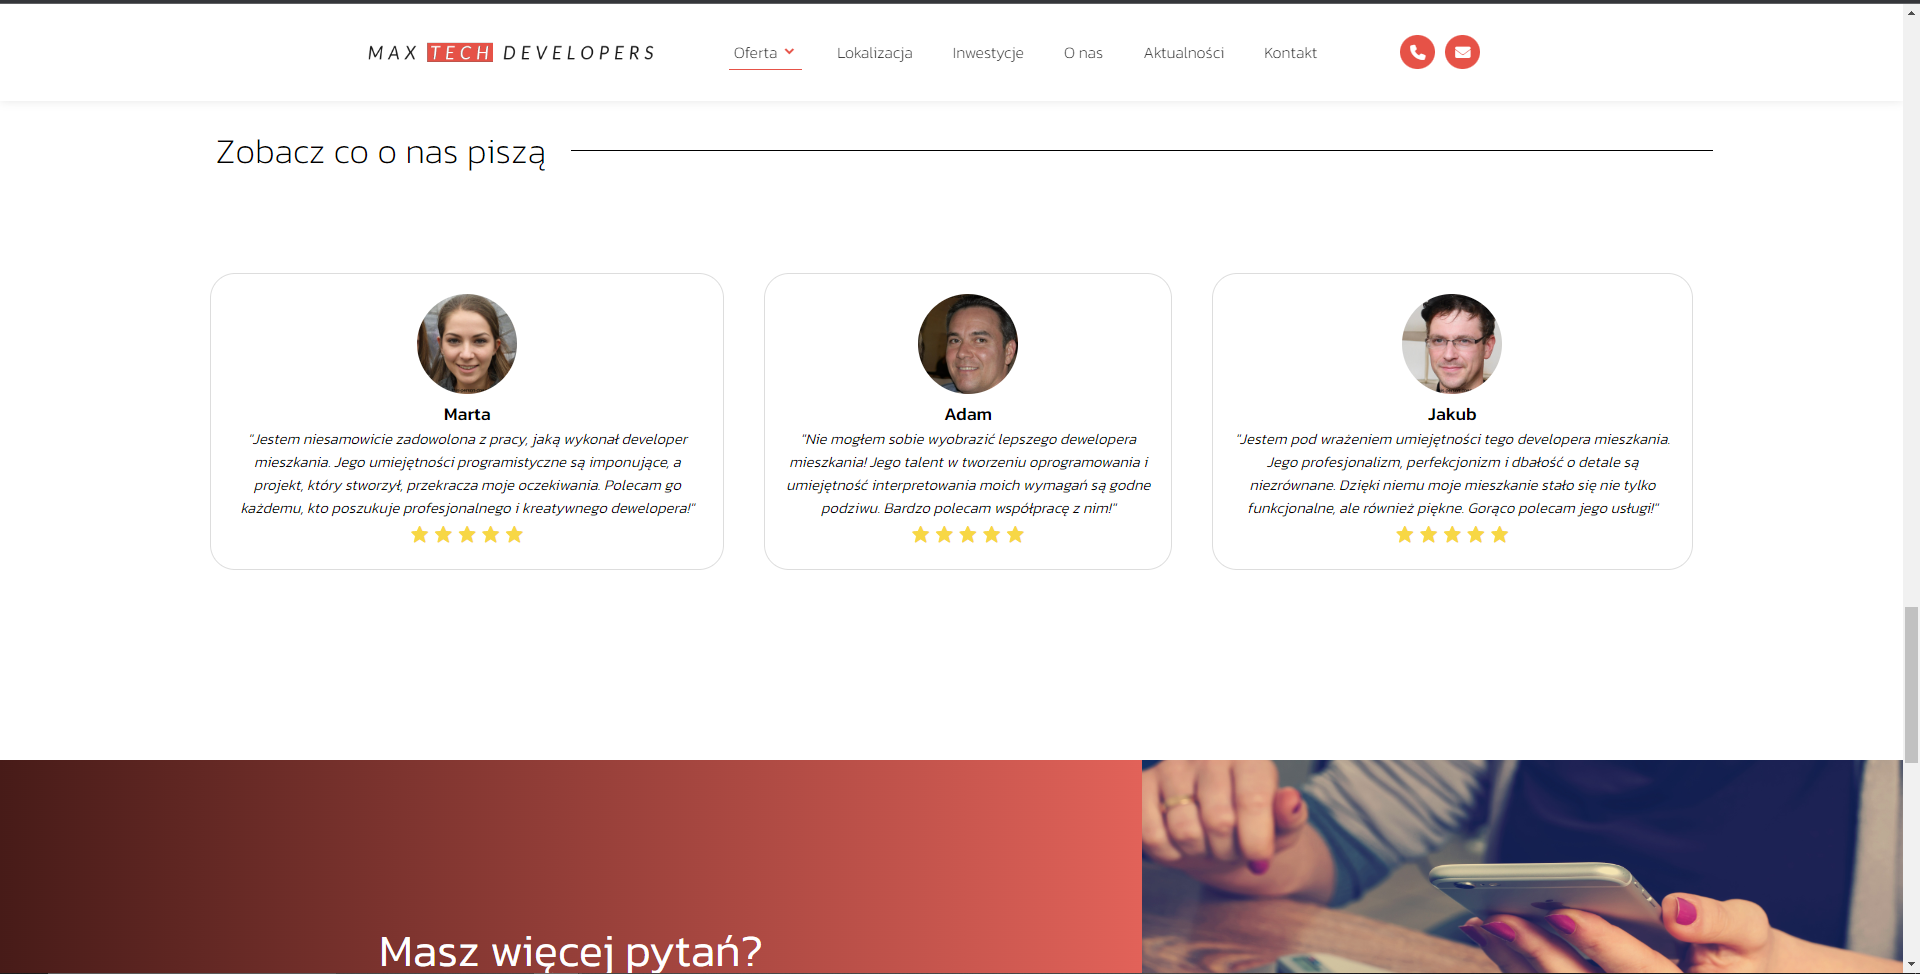 MAX TECH DEVELOPERS
Oferta
Lokalizacja
Inwestycje
O nas
Aktualności
Kontakt
Zobacz co o nas piszą
Marta
"Jestem niesamowicie zadowolona z pracy, jaką wykonał developer
mieszkania. Jego umiejętności programistyczne są imponujące, a
projekt, który stworzył, przekracza moje oczekiwania. Polecam go
każdemu, kto poszukuje profesjonalnego i kreatywnego dewelopera!"
Adam
"Nie mogłem sobie wyobrazić lepszego dewelopera
mieszkania! Jego talent w tworzeniu oprogramowania i
umiejętność interpretowania moich wymagań są godne
podziwu. Bardzo polecam współpracę z nim!"
Jakub
"Jestem pod wrażeniem umiejętności tego developera mieszkania.
Jego profesjonalizm, perfekcjonizm i dbałość o detale są
niezrównane. Dzięki niemu moje mieszkanie stało się nie tylko
funkcjonalne, ale również piękne. Gorąco polecam jego usługi!"
Masz więcej pytań?